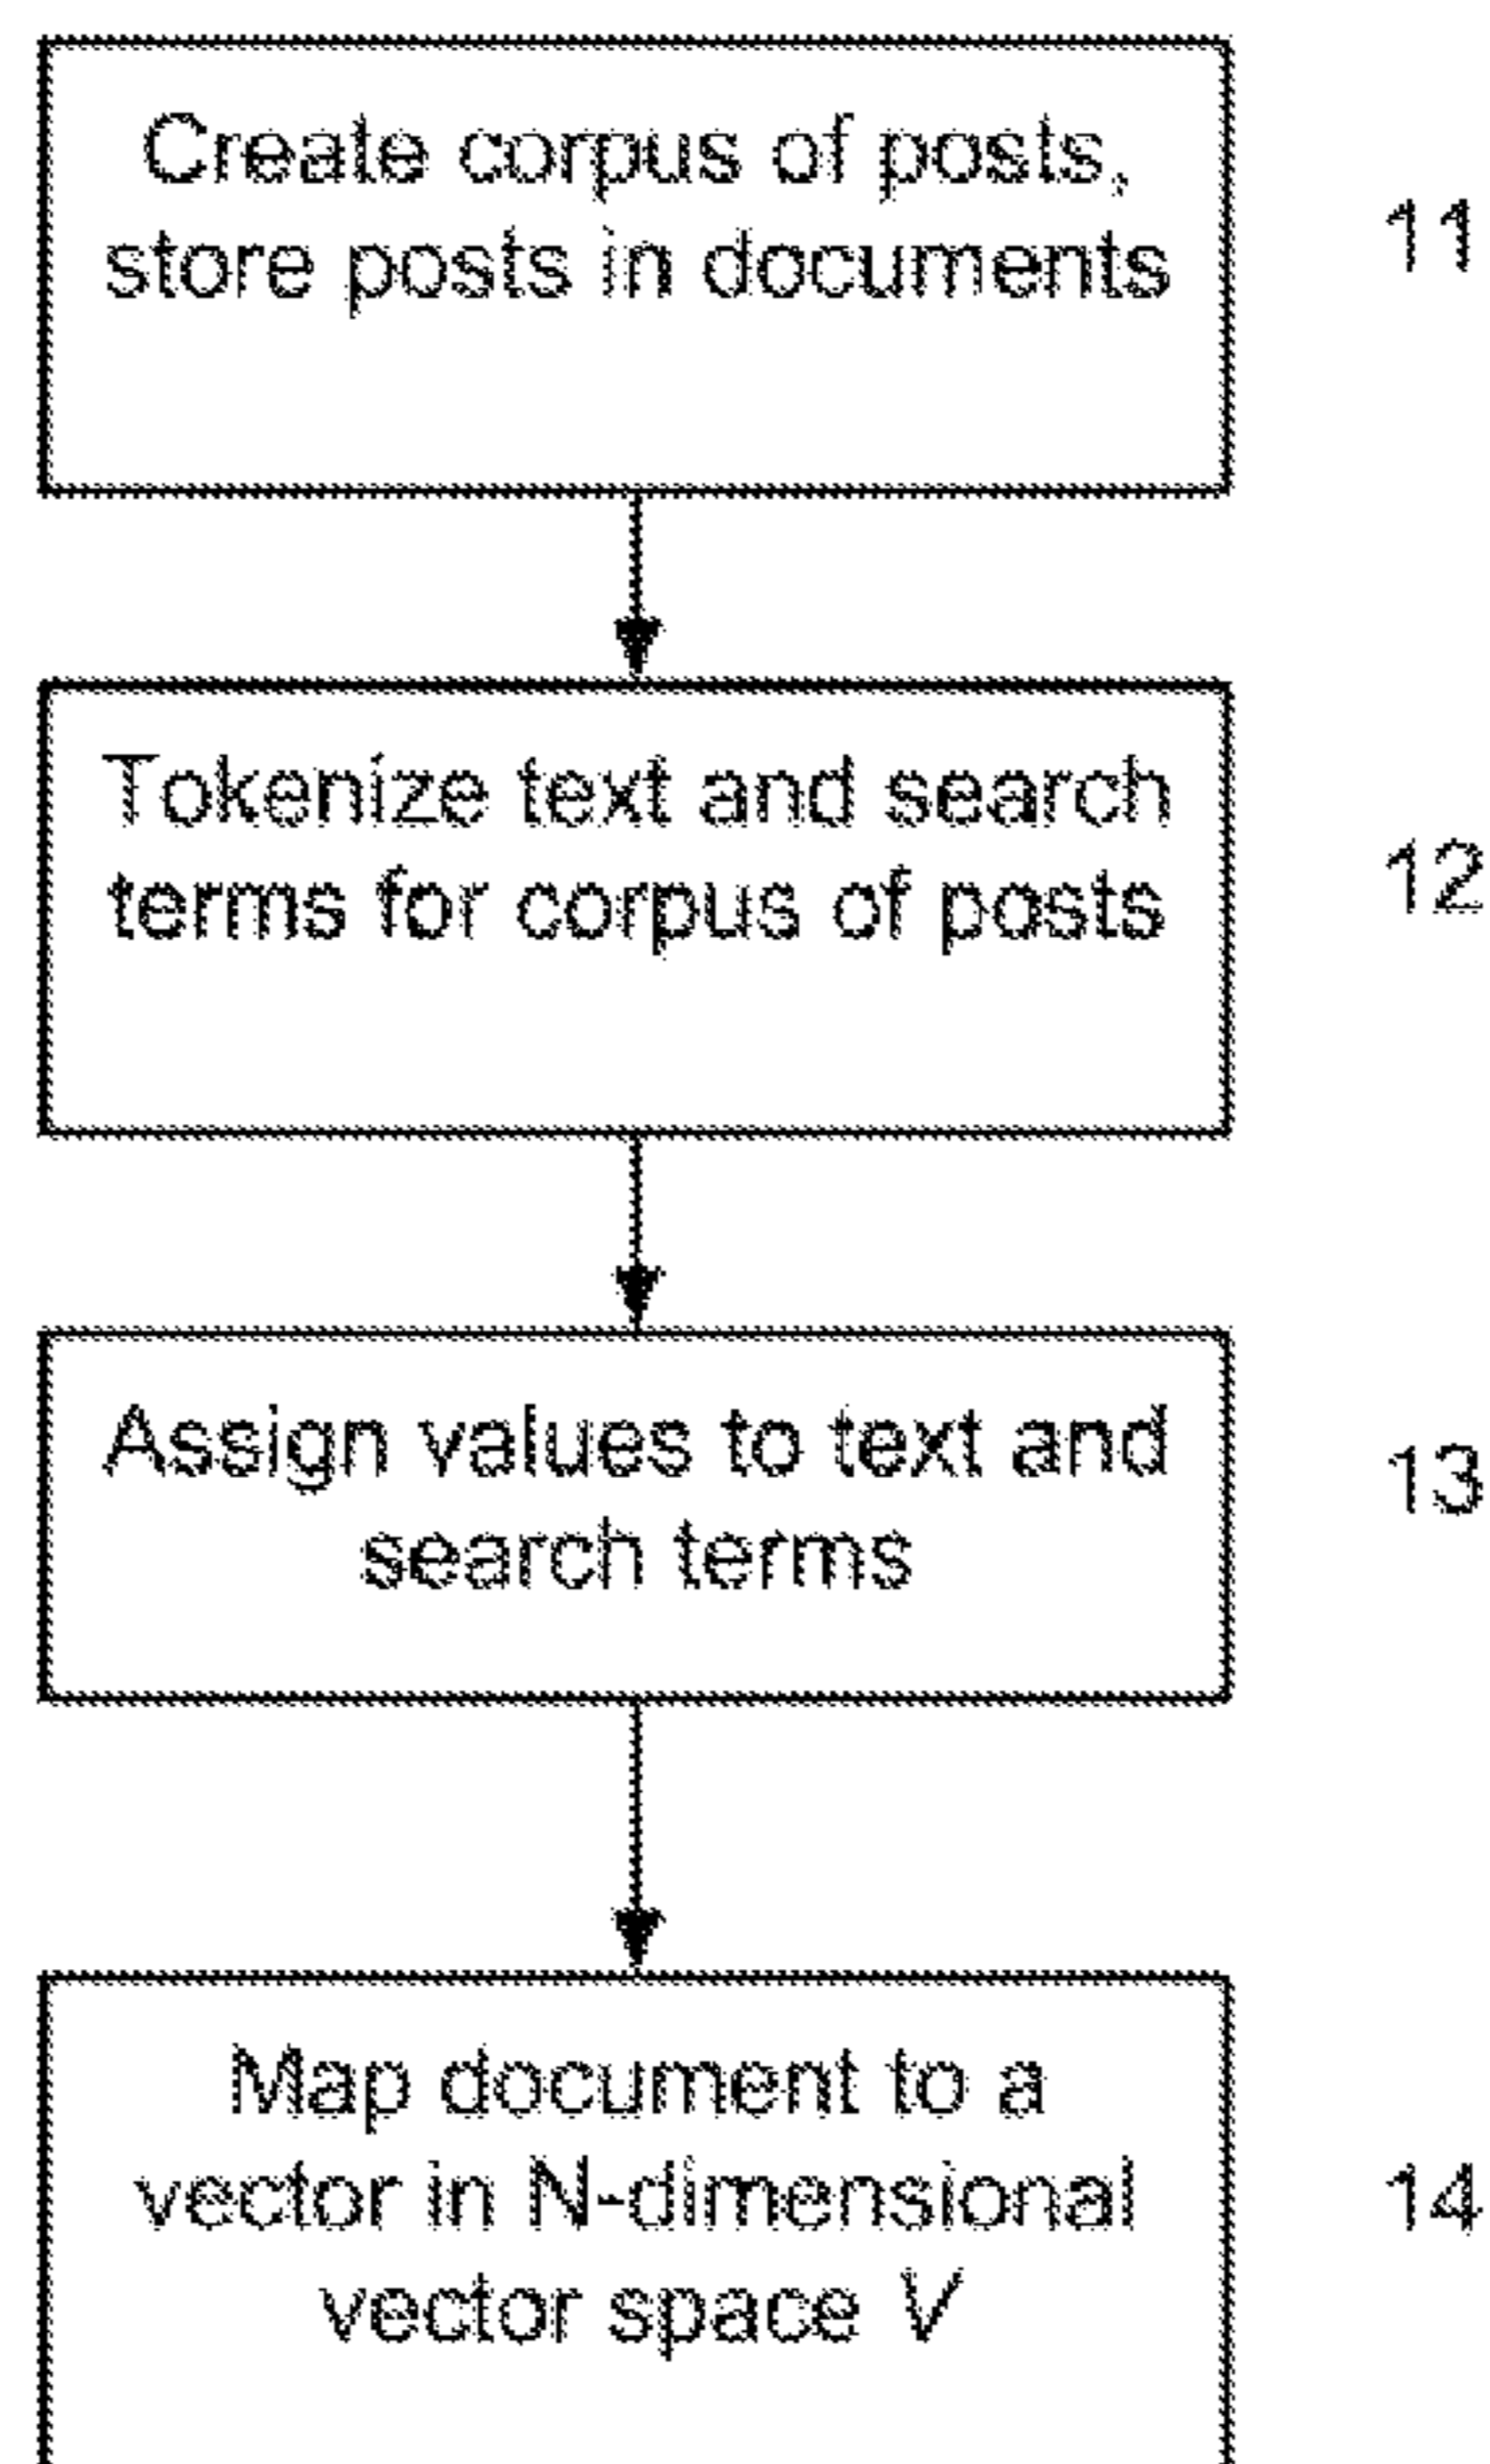 Create corpus of posts,
store posts in documents
11
Tokenize text and search
terms for corpus of posts
12
Assign values to text and
search terms
13
Map document to a
vector in N-dimensional
vector space V
14